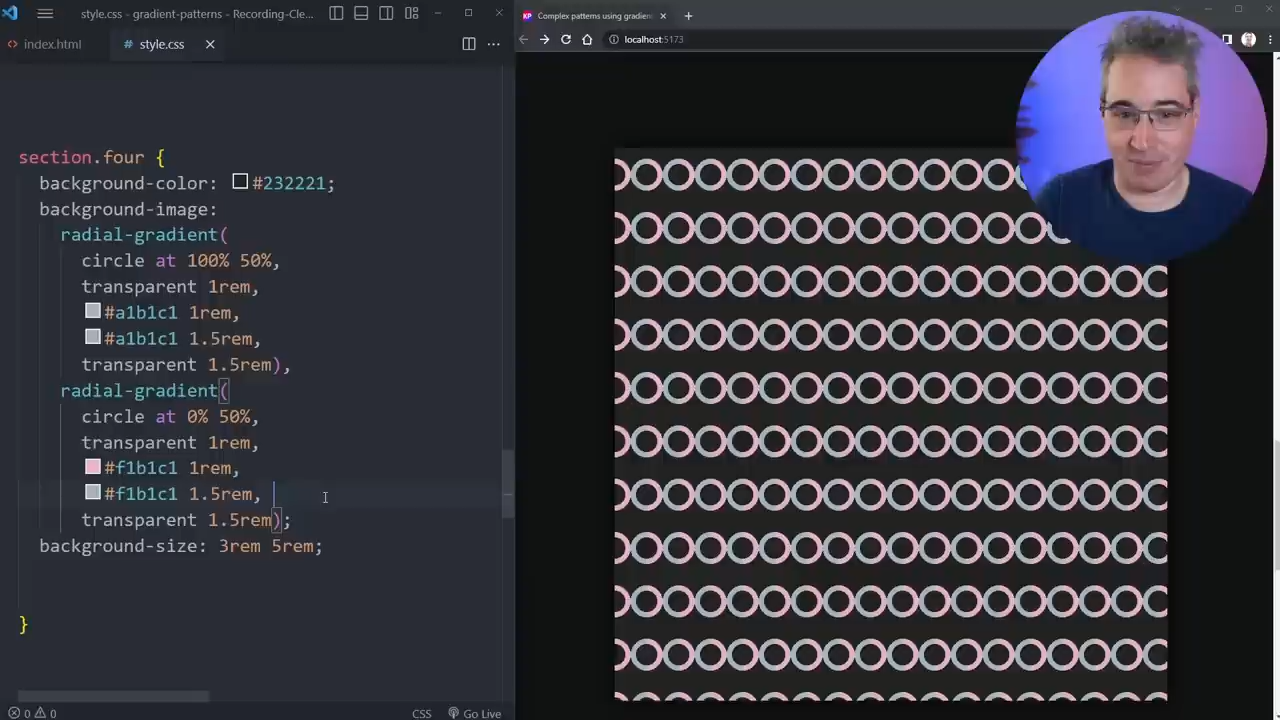 style.css - gradient-patterns - Recording-Cle...
index.html
# style.css
section.four {
background-color: #232221;
background-image:
radial-gradient(
circle at 100% 50%,
transparent 1rem,
#a1b1c1 1rem,
#a1b1c1 1.5rem,
transparent 1.5rem),
radial-gradient(
circle at 0% 50%,
transparent 1rem,
#f1b1c1 1rem,
#f1b1c1 1.5rem,
transparent 1.5rem);
background-size: 3rem 5rem;
}
0 0
CSS
Go Live
KP Complex patterns using gradien
localhost:5173